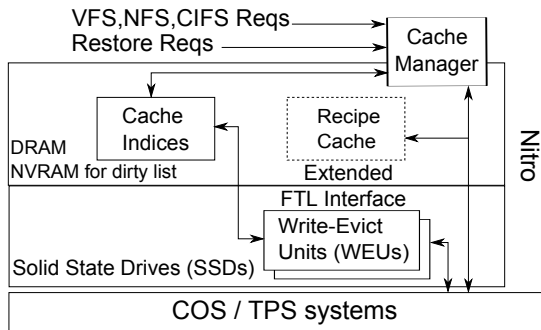 VFS,NFS,CIFS Reqs
Restore Reqs
Cache
Manager
Cache
Indices
Recipe
Cache
Extended
DRAM
NVRAM for dirty list
Nitro
FTL Interface
Write-Evict
Units (WEUs)
Solid State Drives (SSDs)
COS / TPS systems